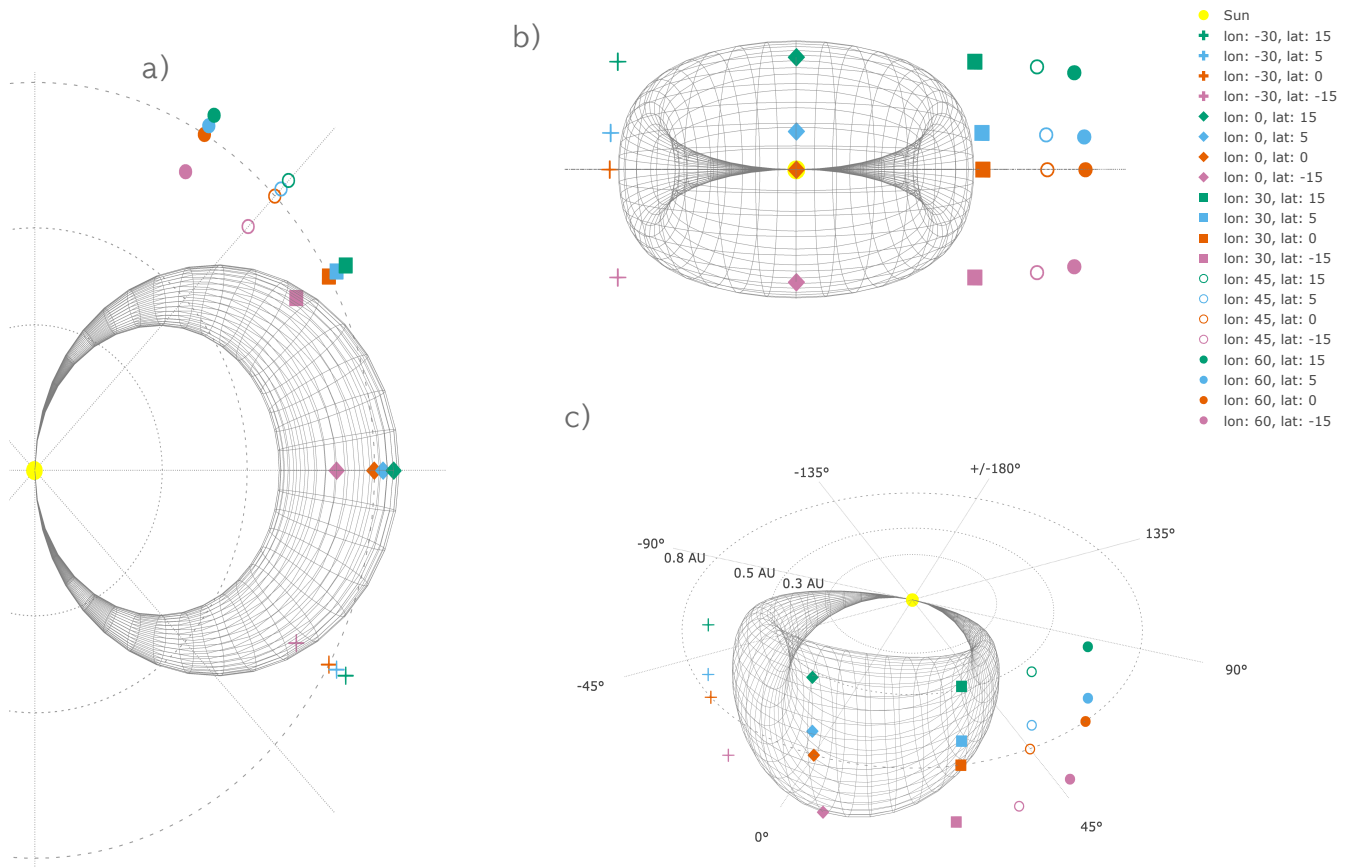 a)
b)
Sun
lon: -30, lat: 15
lon: -30, lat: 5
lon: -30, lat: 0
lon: -30, lat: -15
lon: 0, lat: 15
lon: 0, lat: 5
lon: 0, lat: 0
lon: 0, lat: -15
lon: 30, lat: 15
lon: 30, lat: 5
lon: 30, lat: 0
lon: 30, lat: -15
lon: 45, lat: 15
lon: 45, lat: 5
lon: 45, lat: 0
lon: 45, lat: -15
lon: 60, lat: 15
lon: 60, lat: 5
lon: 60, lat: 0
lon: 60, lat: -15
c)
-135°
+/-180°
135°
-90°
0.8 AU
0.5 AU
0.3 AU
90°
-45°
45°
0°